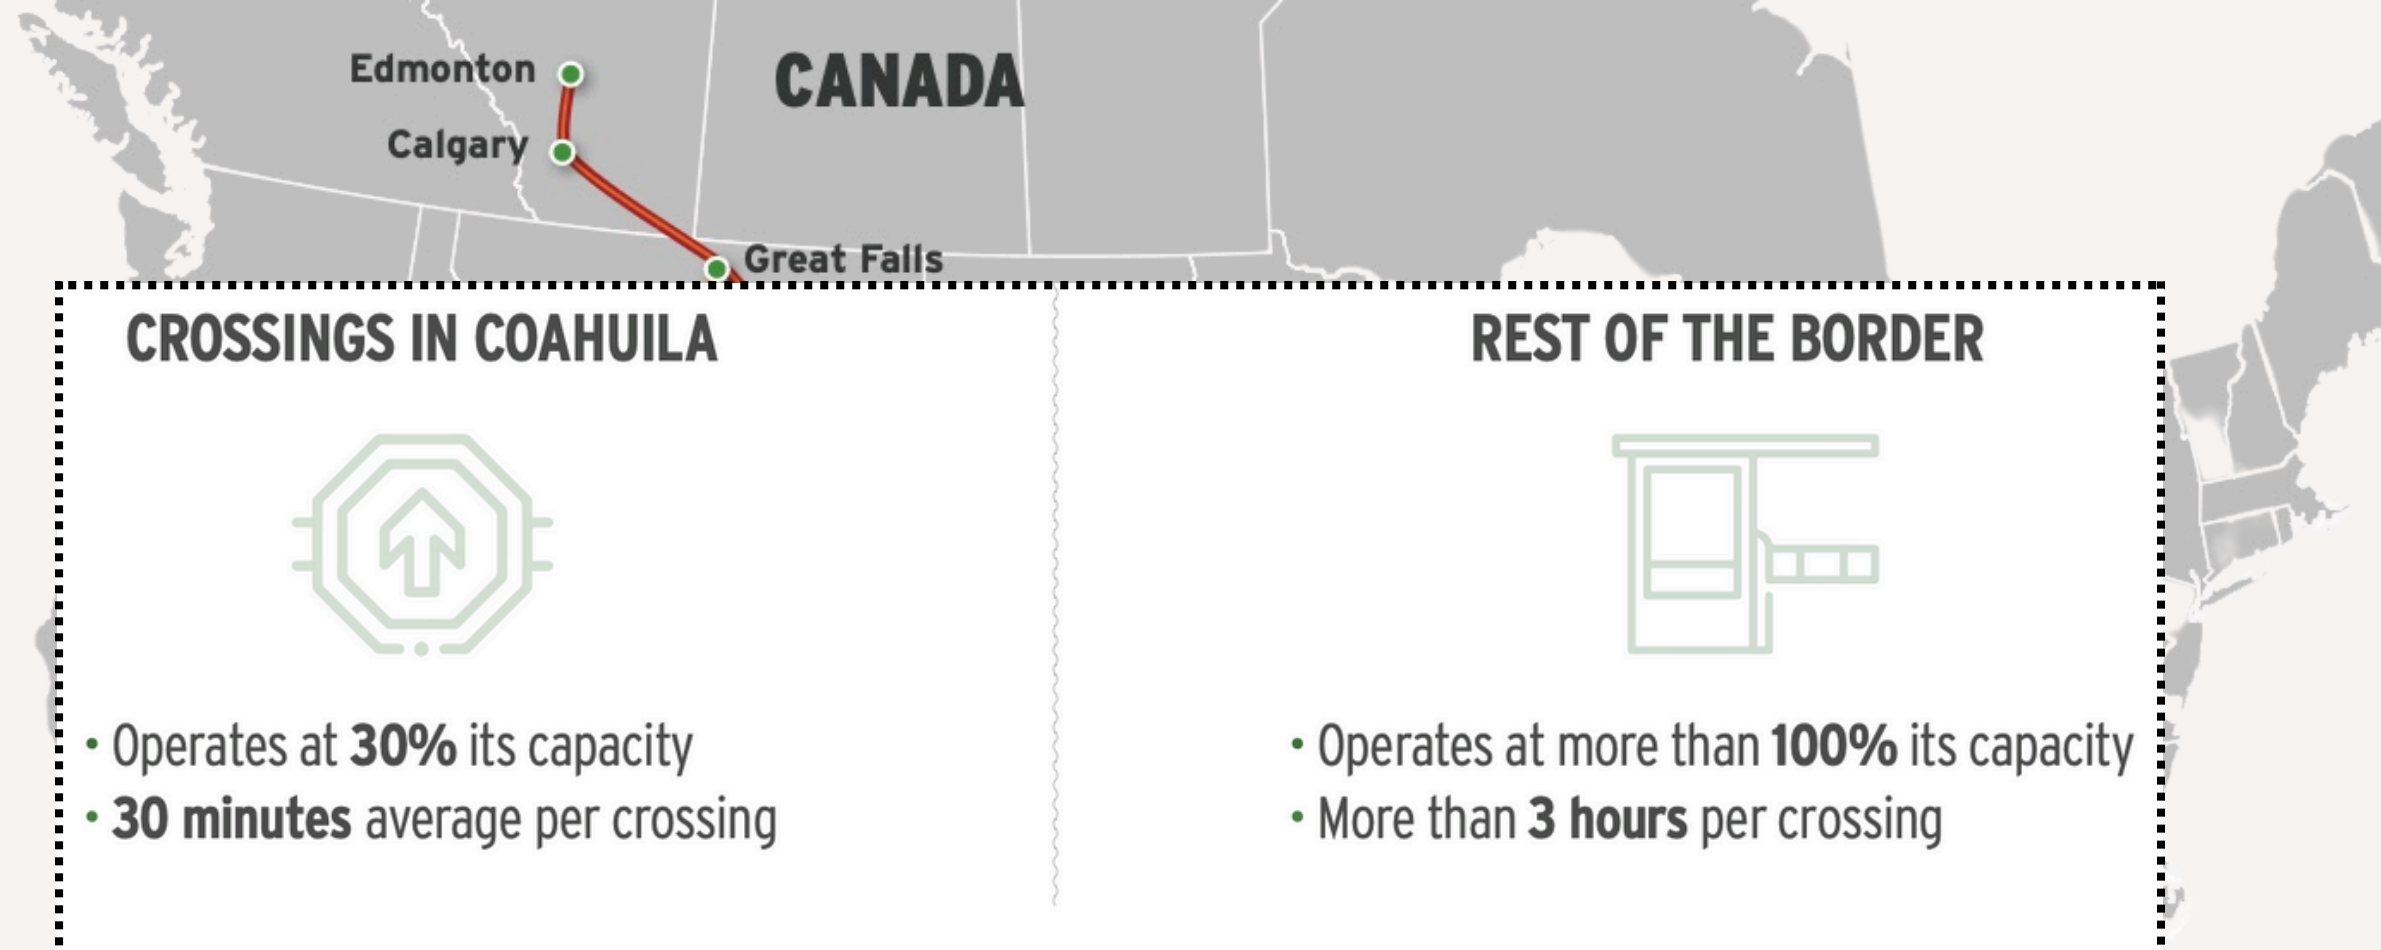 Edmonton
CANADA
Calgary
Great Falls
CROSSINGS IN COAHUILA
• Operates at 30% its capacity
• 30 minutes average per crossing
REST OF THE BORDER
• Operates at more than 100% its capacity
• More than 3 hours per crossing